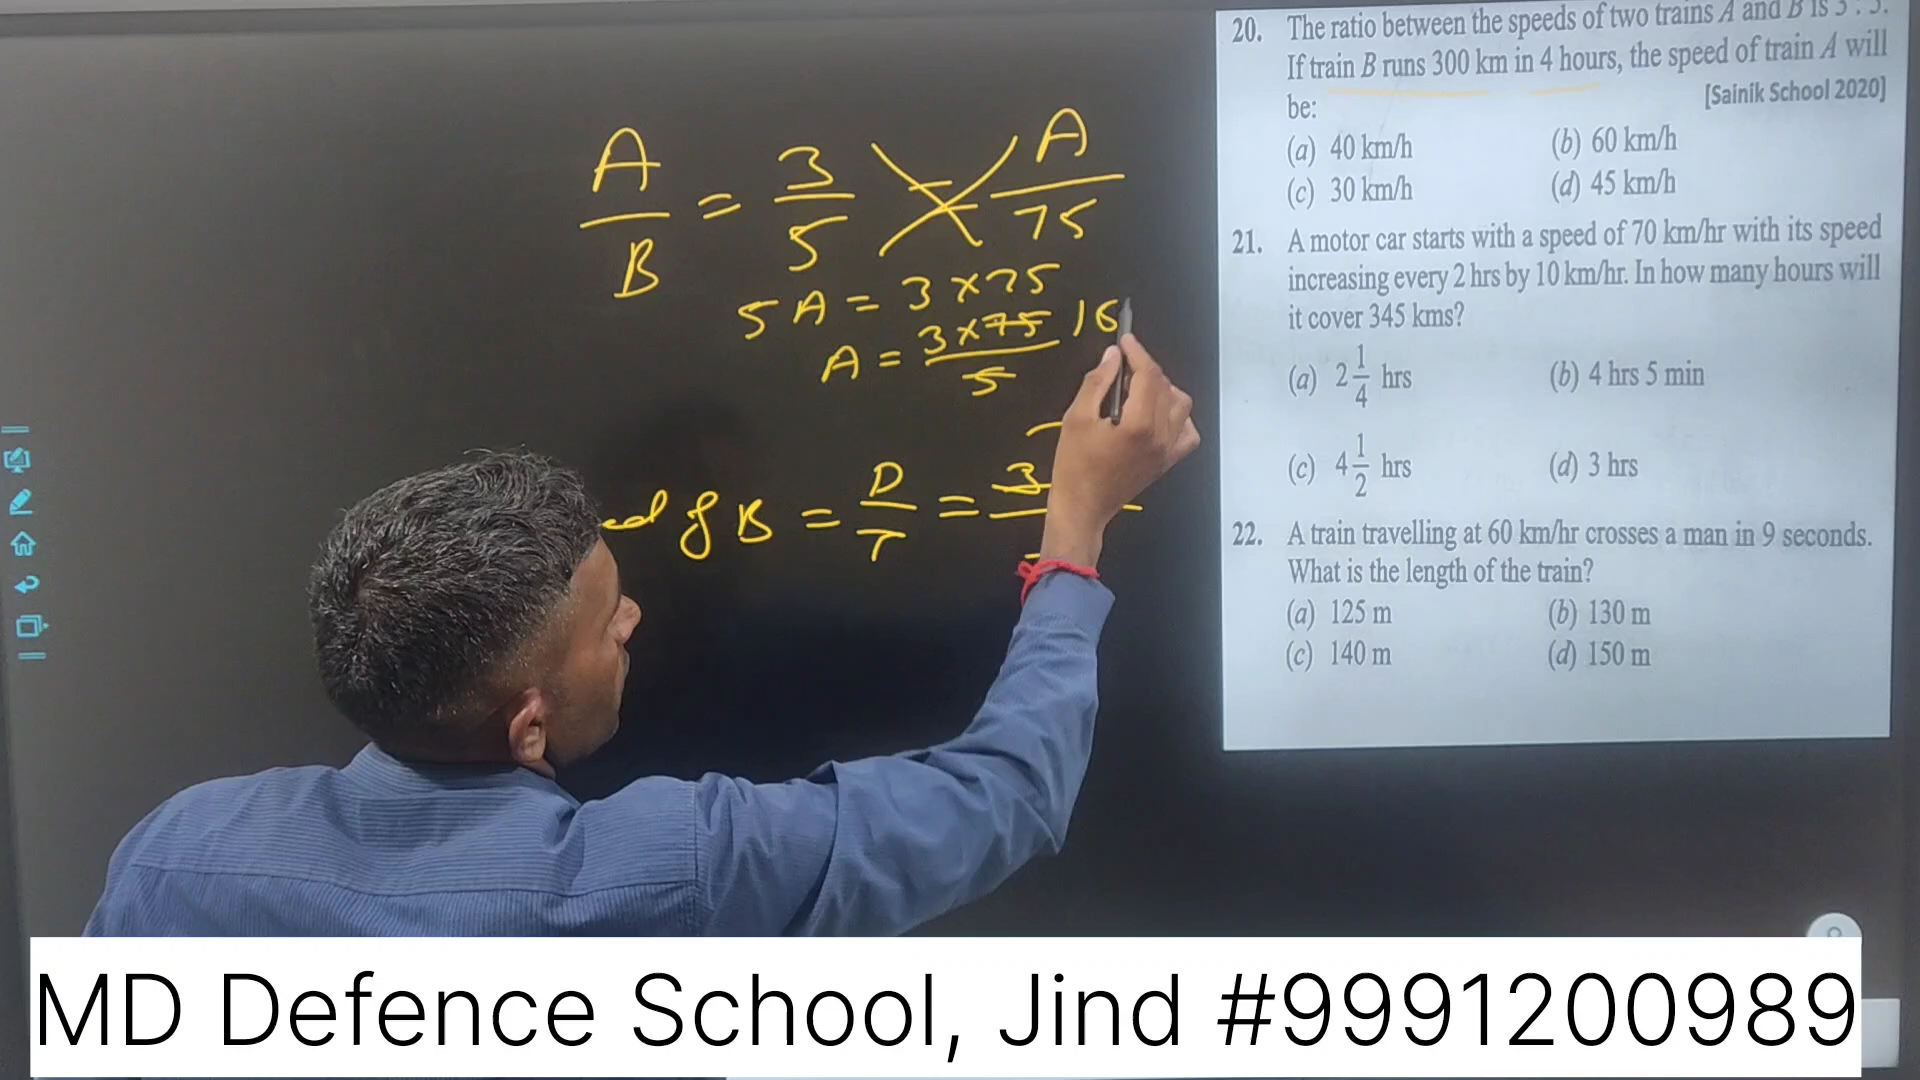 A/B = 3/5 A/75
5A = 3×75
A = 3×75/5 15
ed of B = D/T = 3
20. The ratio between the speeds of two trains A and B is 3 : 5.
If train B runs 300 km in 4 hours, the speed of train A will
be: [Sainik School 2020]
(a) 40 km/h (b) 60 km/h
(c) 30 km/h (d) 45 km/h
21. A motor car starts with a speed of 70 km/hr with its speed
increasing every 2 hrs by 10 km/hr. In how many hours will
it cover 345 kms?
(a) 2 1/4 hrs (b) 4 hrs 5 min
(c) 4 1/2 hrs (d) 3 hrs
22. A train travelling at 60 km/hr crosses a man in 9 seconds.
What is the length of the train?
(a) 125 m (b) 130 m
(c) 140 m (d) 150 m
MD Defence School, Jind #9991200989